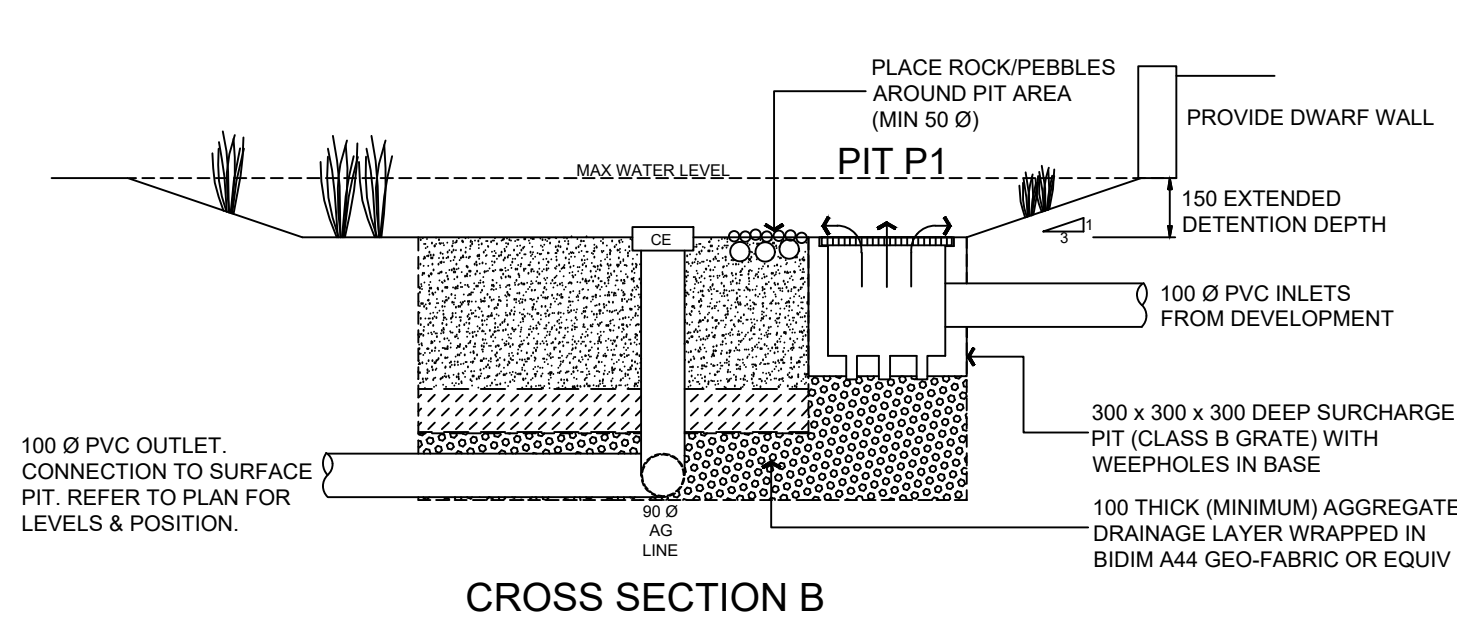 PLACE ROCK/PEBBLES
AROUND PIT AREA
(MIN 50 Ø)
PROVIDE DWARF WALL
PIT P1
MAX WATER LEVEL
150 EXTENDED
DETENTION DEPTH
1
3
CE
100 Ø PVC INLETS
FROM DEVELOPMENT
300 x 300 x 300 DEEP SURCHARGE
PIT (CLASS B GRATE) WITH
WEEPHOLES IN BASE
100 Ø PVC OUTLET.
CONNECTION TO SURFACE
PIT. REFER TO PLAN FOR
LEVELS & POSITION.
90 Ø
AG
LINE
100 THICK (MINIMUM) AGGREGATE
DRAINAGE LAYER WRAPPED IN
BIDIM A44 GEO-FABRIC OR EQUIV
CROSS SECTION B